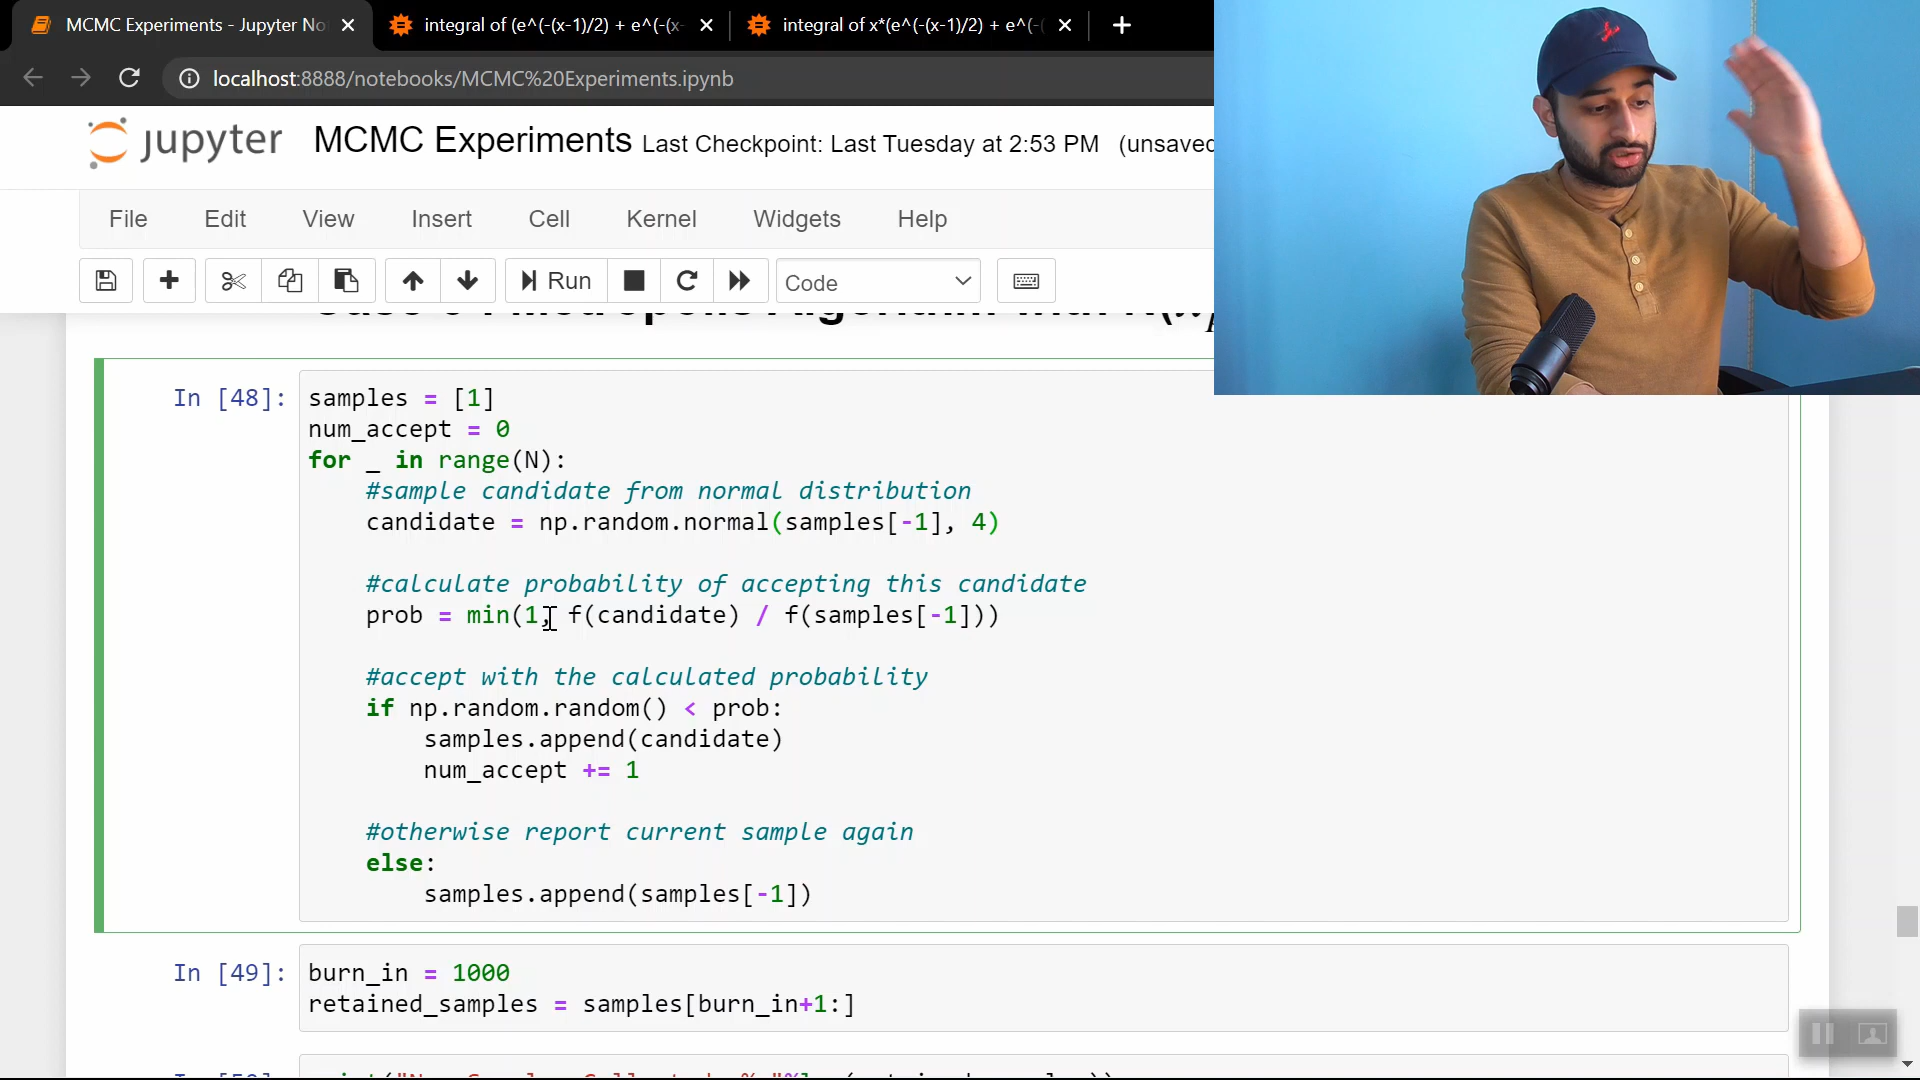 MCMC Experiments - Jupyter No
integral of (e^(-(x-1)/2) + e^(-(x-
integral of x*(e^(-(x-1)/2) + e^(-(
localhost:8888/notebooks/MCMC%20Experiments.ipynb
jupyter MCMC Experiments Last Checkpoint: Last Tuesday at 2:53 PM (unsaved
File Edit View Insert Cell Kernel Widgets Help
Run Code
In [48]: samples = [1]
num_accept = 0
for _ in range(N):
#sample candidate from normal distribution
candidate = np.random.normal(samples[-1], 4)
#calculate probability of accepting this candidate
prob = min(1, f(candidate) / f(samples[-1]))
#accept with the calculated probability
if np.random.random() < prob:
samples.append(candidate)
num_accept += 1
#otherwise report current sample again
else:
samples.append(samples[-1])
In [49]: burn_in = 1000
retained_samples = samples[burn_in+1:]